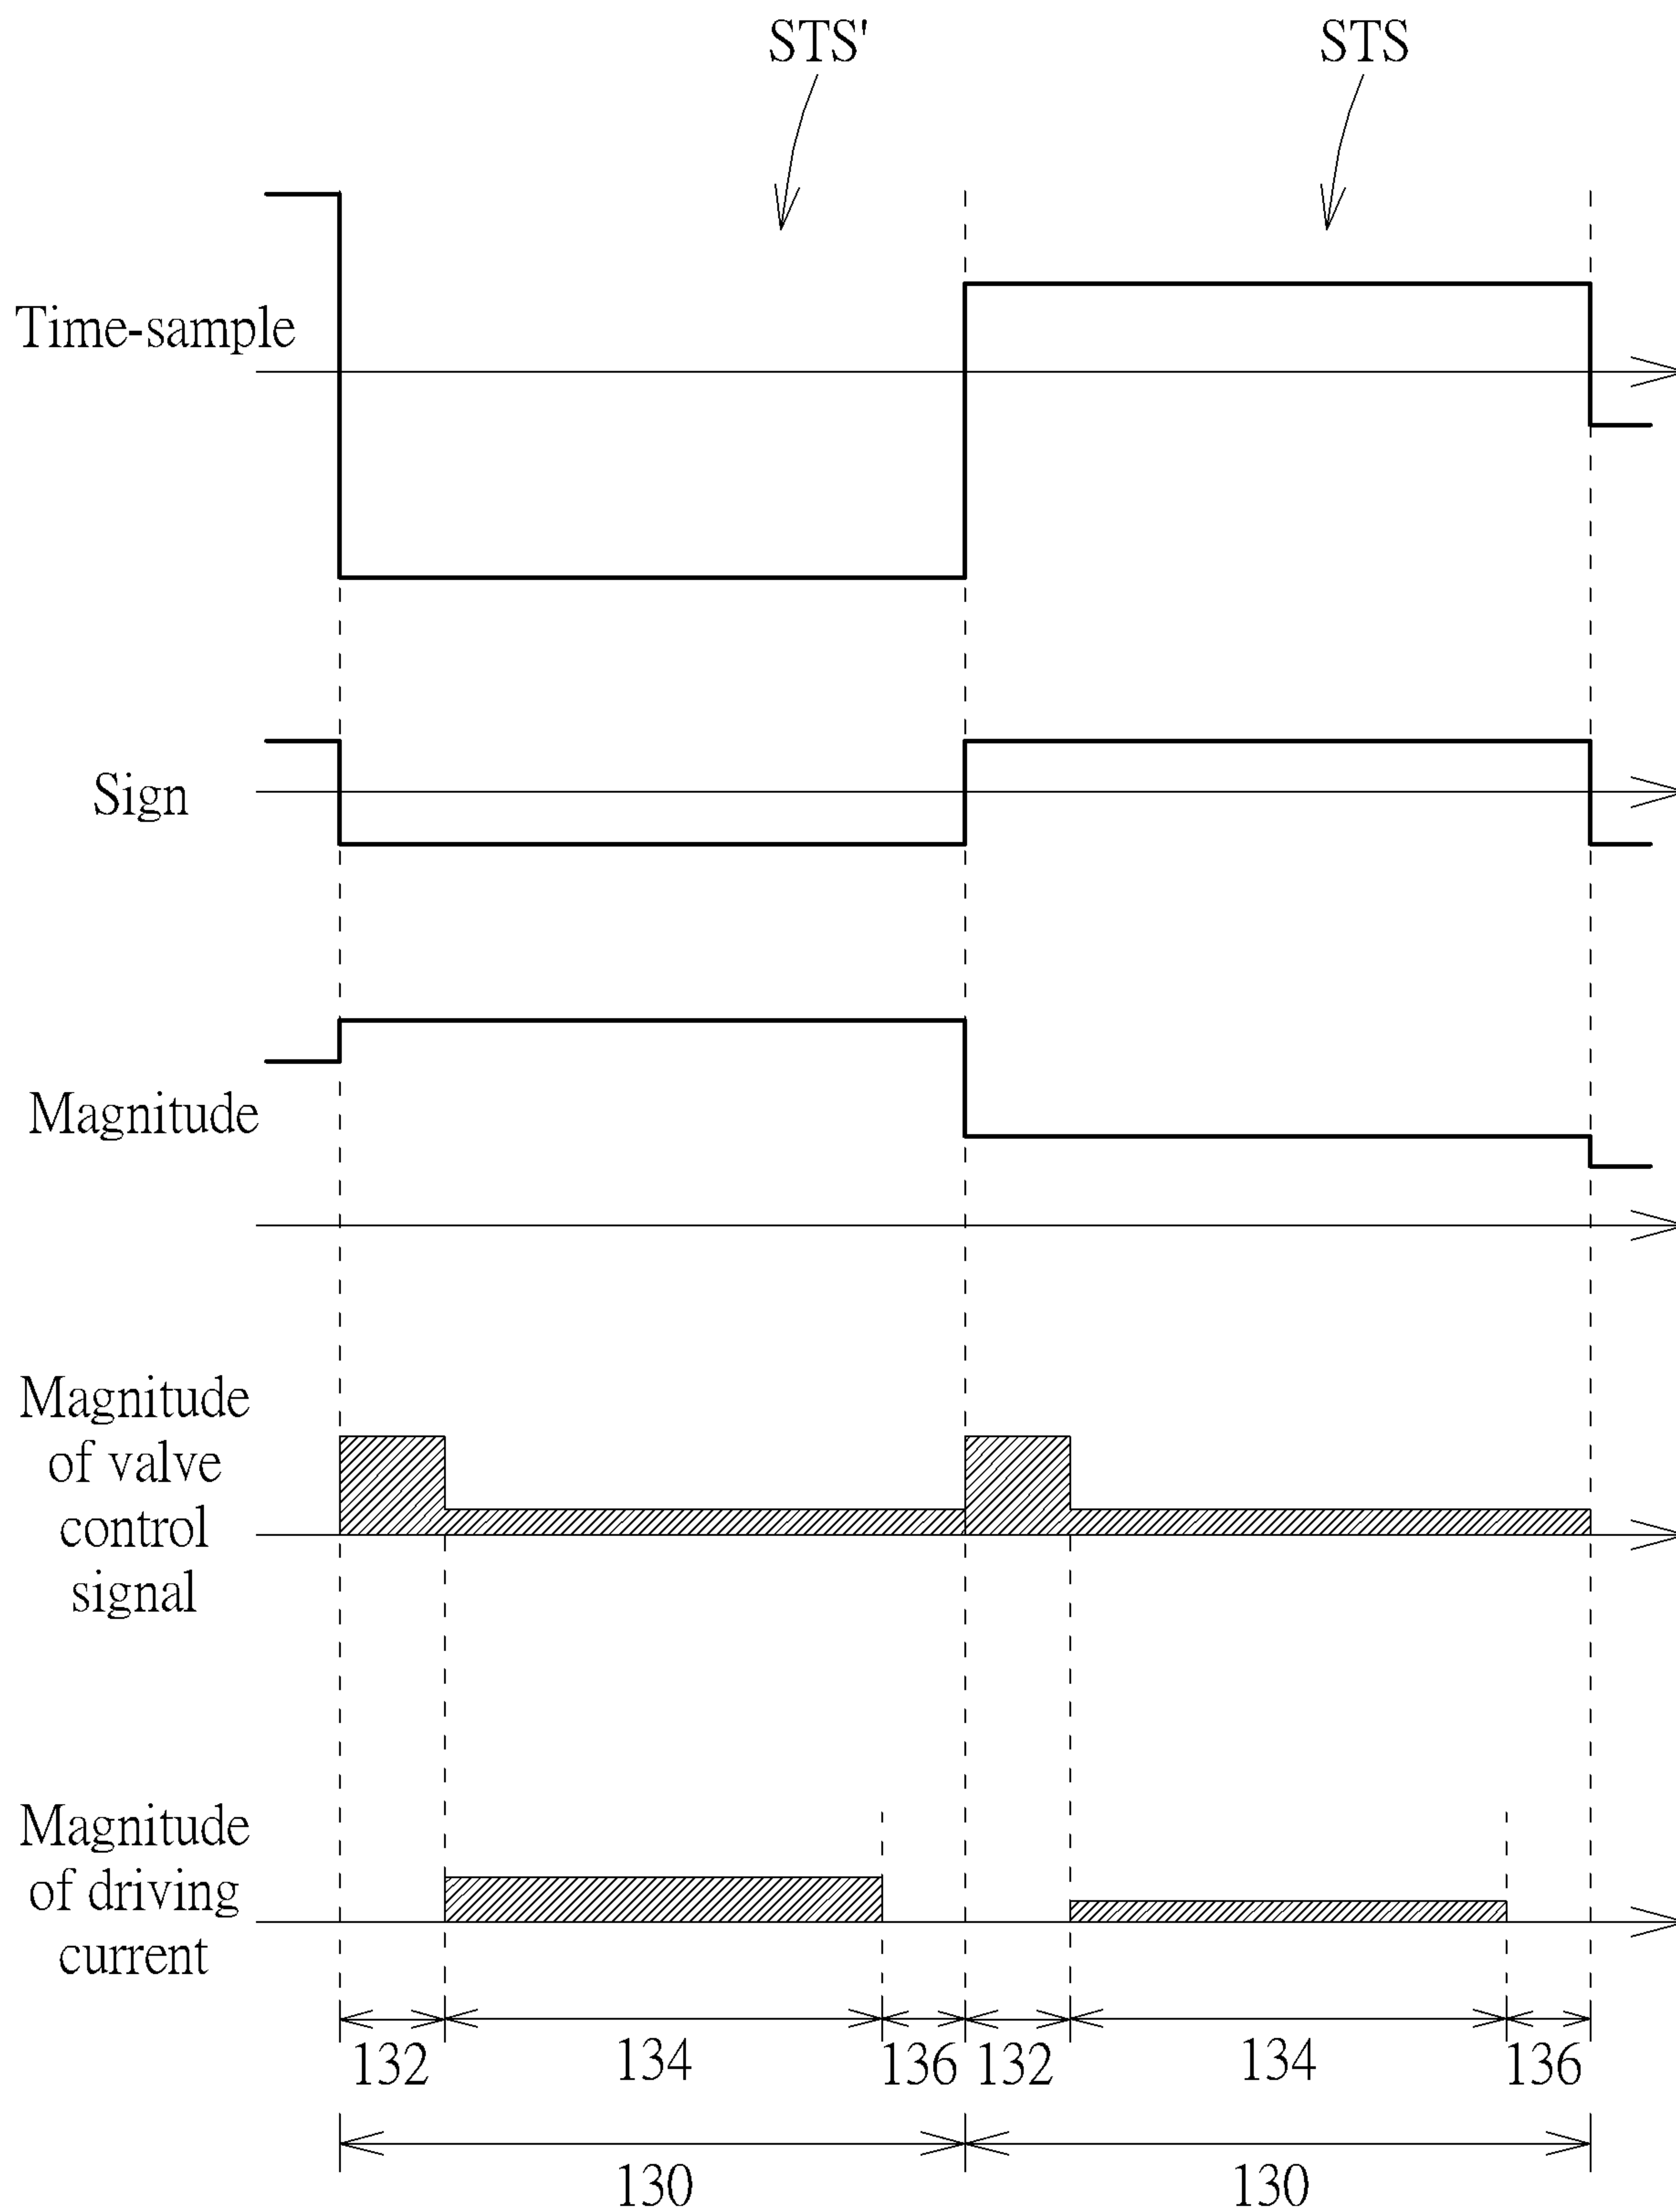 STS' STS
Time-sample
Sign
Magnitude
Magnitude
of valve
control
signal
Magnitude
of driving
current
132 134 136 132 134 136
130 130